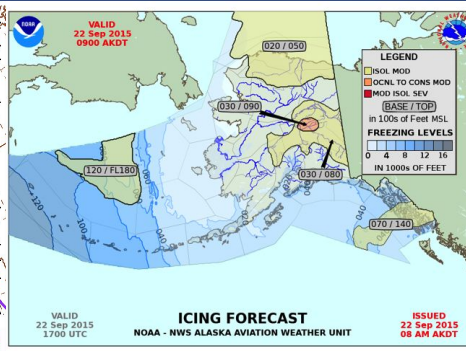 NOAA
VALID
22 Sep 2015
0900 AKDT
020 / 050
LEGEND
ISOL MOD
OCNL TO CONS MOD
MOD ISOL SEV
BASE / TOP
in 100s of Feet MSL
FREEZING LEVELS
0 4 8 12 16
IN 1000s OF FEET
030 / 090
120 / FL180
030 / 080
070 / 140
120
100
080
040
040
VALID
22 Sep 2015
1700 UTC
ICING FORECAST
NOAA - NWS ALASKA AVIATION WEATHER UNIT
ISSUED
22 Sep 2015
08 AM AKDT